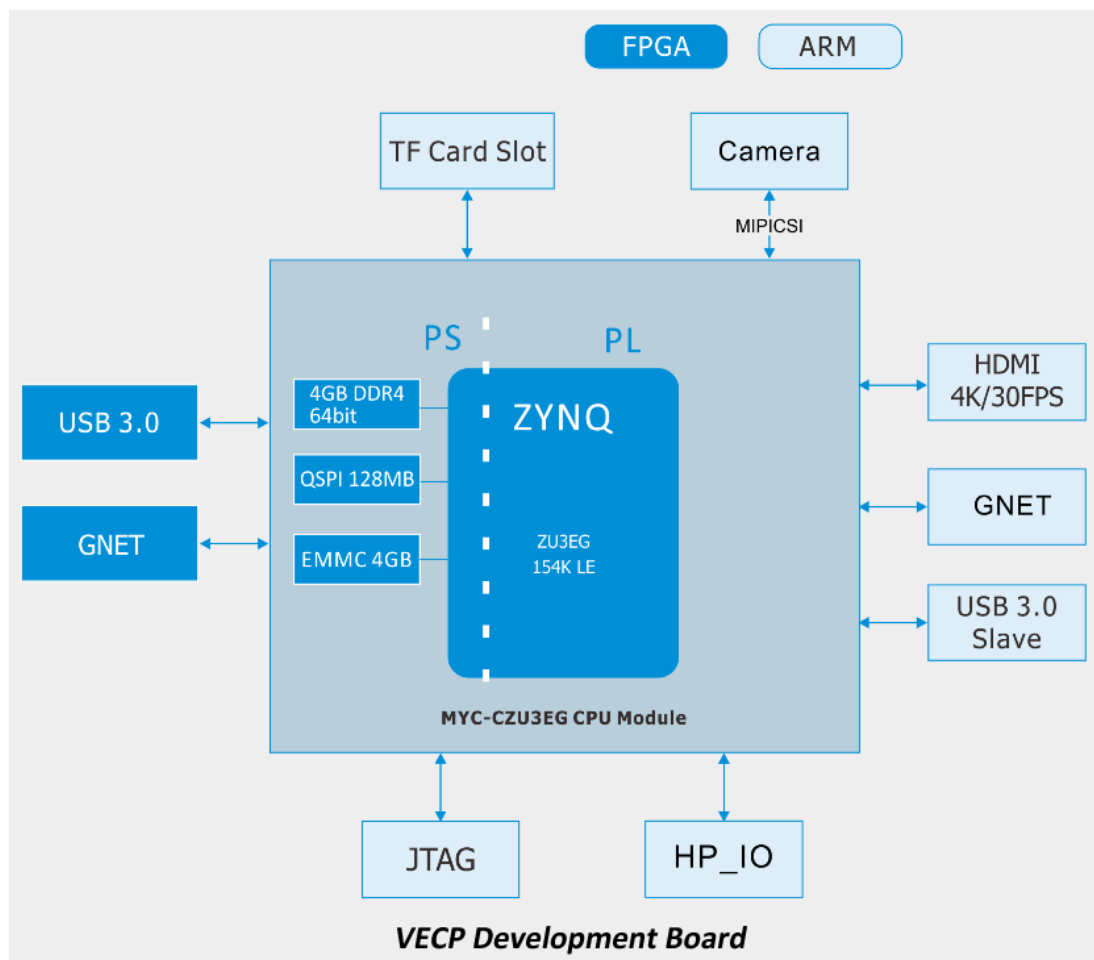 FPGA
ARM
TF Card Slot
Camera
MIPICSI
PS
PL
HDMI
4K/30FPS
USB 3.0
4GB DDR4
64bit
ZYNQ
QSPI 128MB
GNET
GNET
EMMC 4GB
ZU3EG
154K LE
USB 3.0
Slave
MYC-CZU3EG CPU Module
JTAG
HP_IO
VECP Development Board